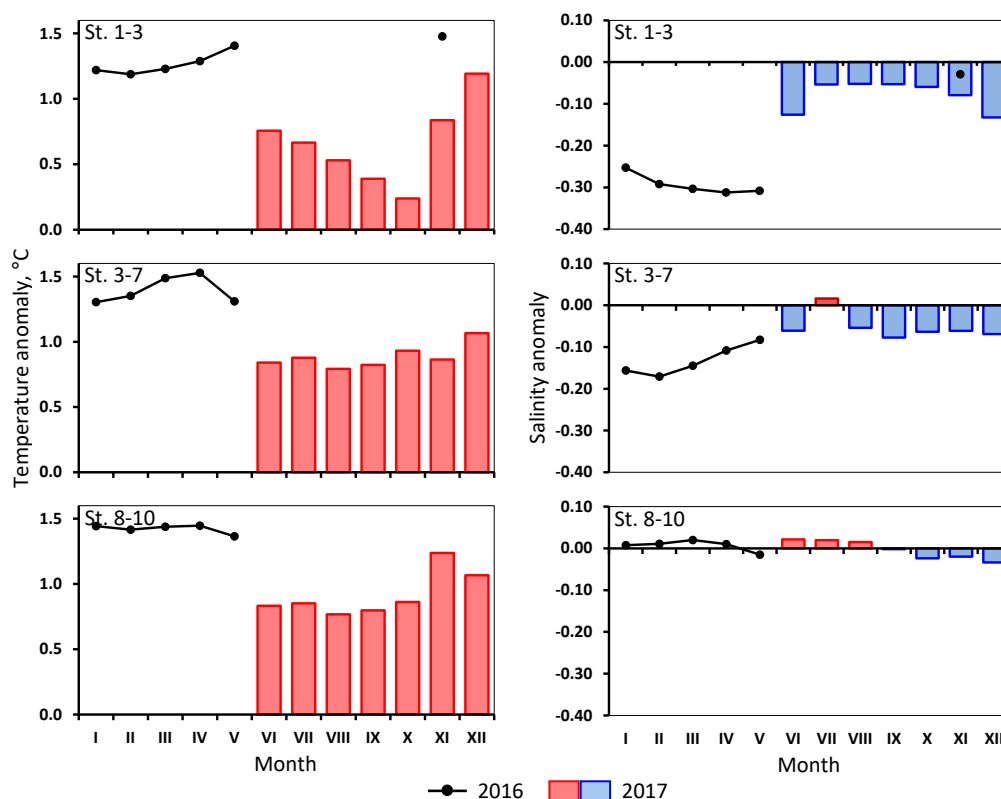 St. 1-3
1.5
1.0
0.5
0.0
St. 3-7
1.5
1.0
0.5
0.0
St. 8-10
1.5
1.0
0.5
0.0
Temperature anomaly, °C
I II III IV V VI VII VIII IX X XI XII
Month
St. 1-3
0.10
0.00
-0.10
-0.20
-0.30
-0.40
St. 3-7
0.10
0.00
-0.10
-0.20
-0.30
-0.40
St. 8-10
0.10
0.00
-0.10
-0.20
-0.30
-0.40
Salinity anomaly
I II III IV V VI VII VIII IX X XI XII
Month
2016 2017